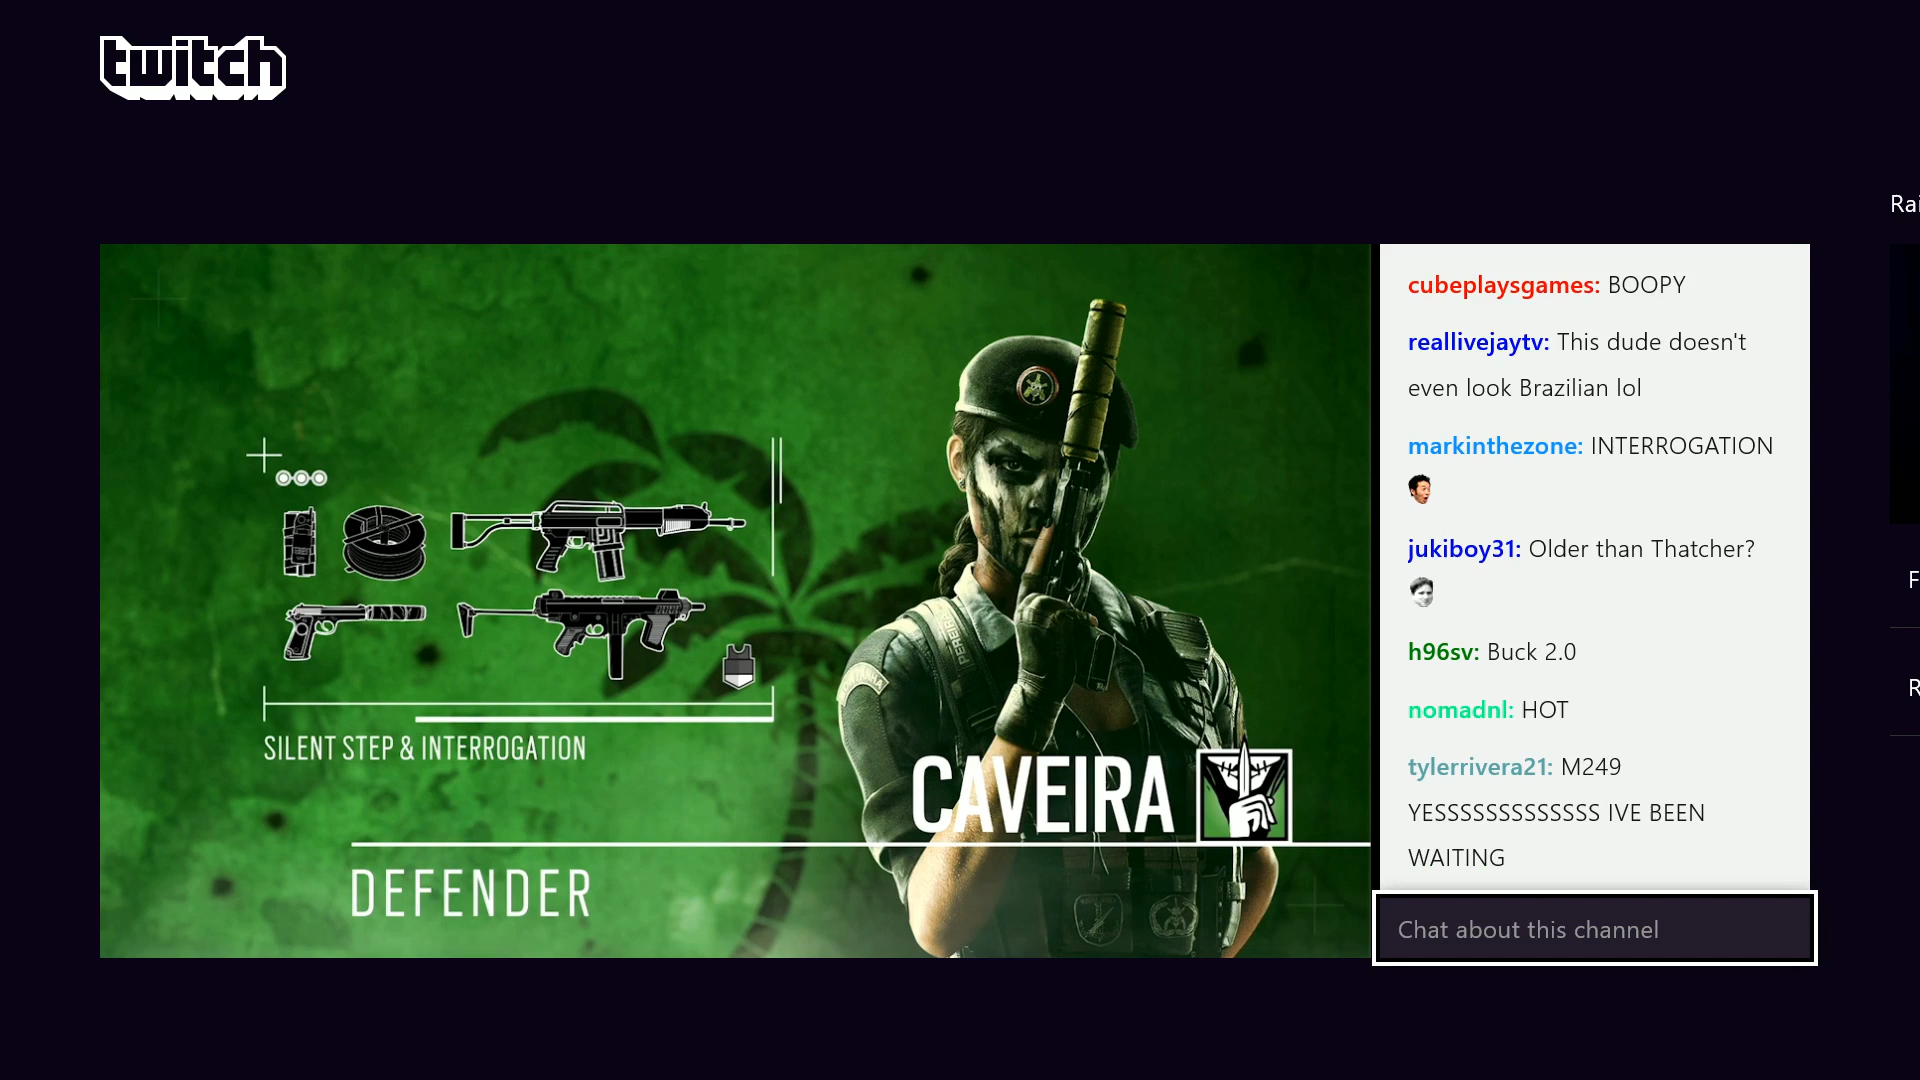 twitch
Rai
PEREIRA
SILENT STEP & INTERROGATION
CAVEIRA
DEFENDER
cubeplaysgames: BOOPY
reallivejaytv: This dude doesn't
even look Brazilian lol
markinthezone: INTERROGATION
jukiboy31: Older than Thatcher?
h96sv: Buck 2.0
nomadnl: HOT
tylerrivera21: M249
YESSSSSSSSSSSSS IVE BEEN
WAITING
Chat about this channel
F
R